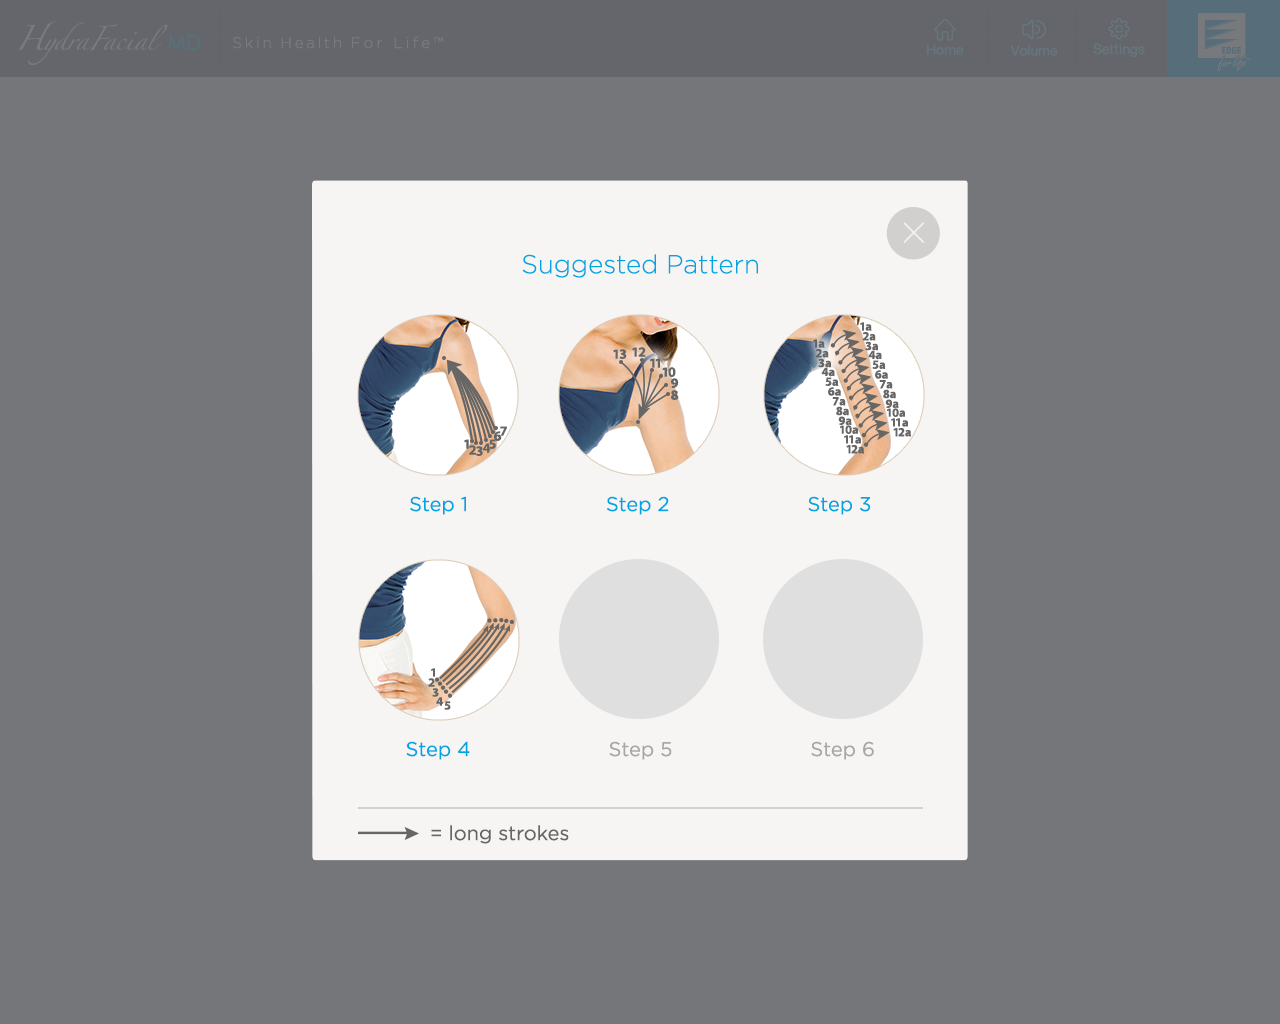 HydraFacial MD
Skin Health For Life™
Home
Volume
Settings
EDGE
for life
Suggested Pattern
1
2
3
4
5
6
7
13
12
11
10
9
8
1a
2a
3a
4a
5a
6a
7a
8a
9a
10a
11a
12a
1a
2a
3a
4a
5a
6a
7a
8a
9a
10a
11a
12a
Step 1
Step 2
Step 3
1
2
3
4
5
Step 4
Step 5
Step 6
= long strokes